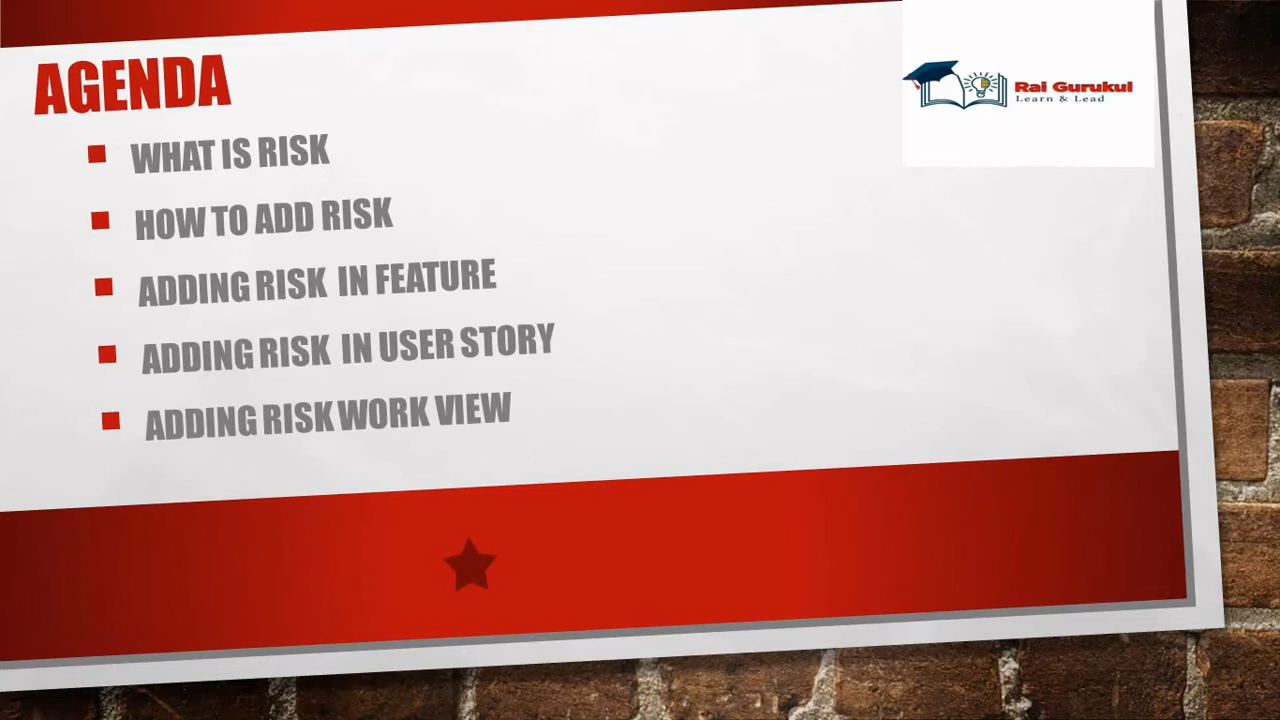 AGENDA
Rai Gurukul
Learn & Lead
WHAT IS RISK
HOW TO ADD RISK
ADDING RISK IN FEATURE
ADDING RISK IN USER STORY
ADDING RISK WORK VIEW